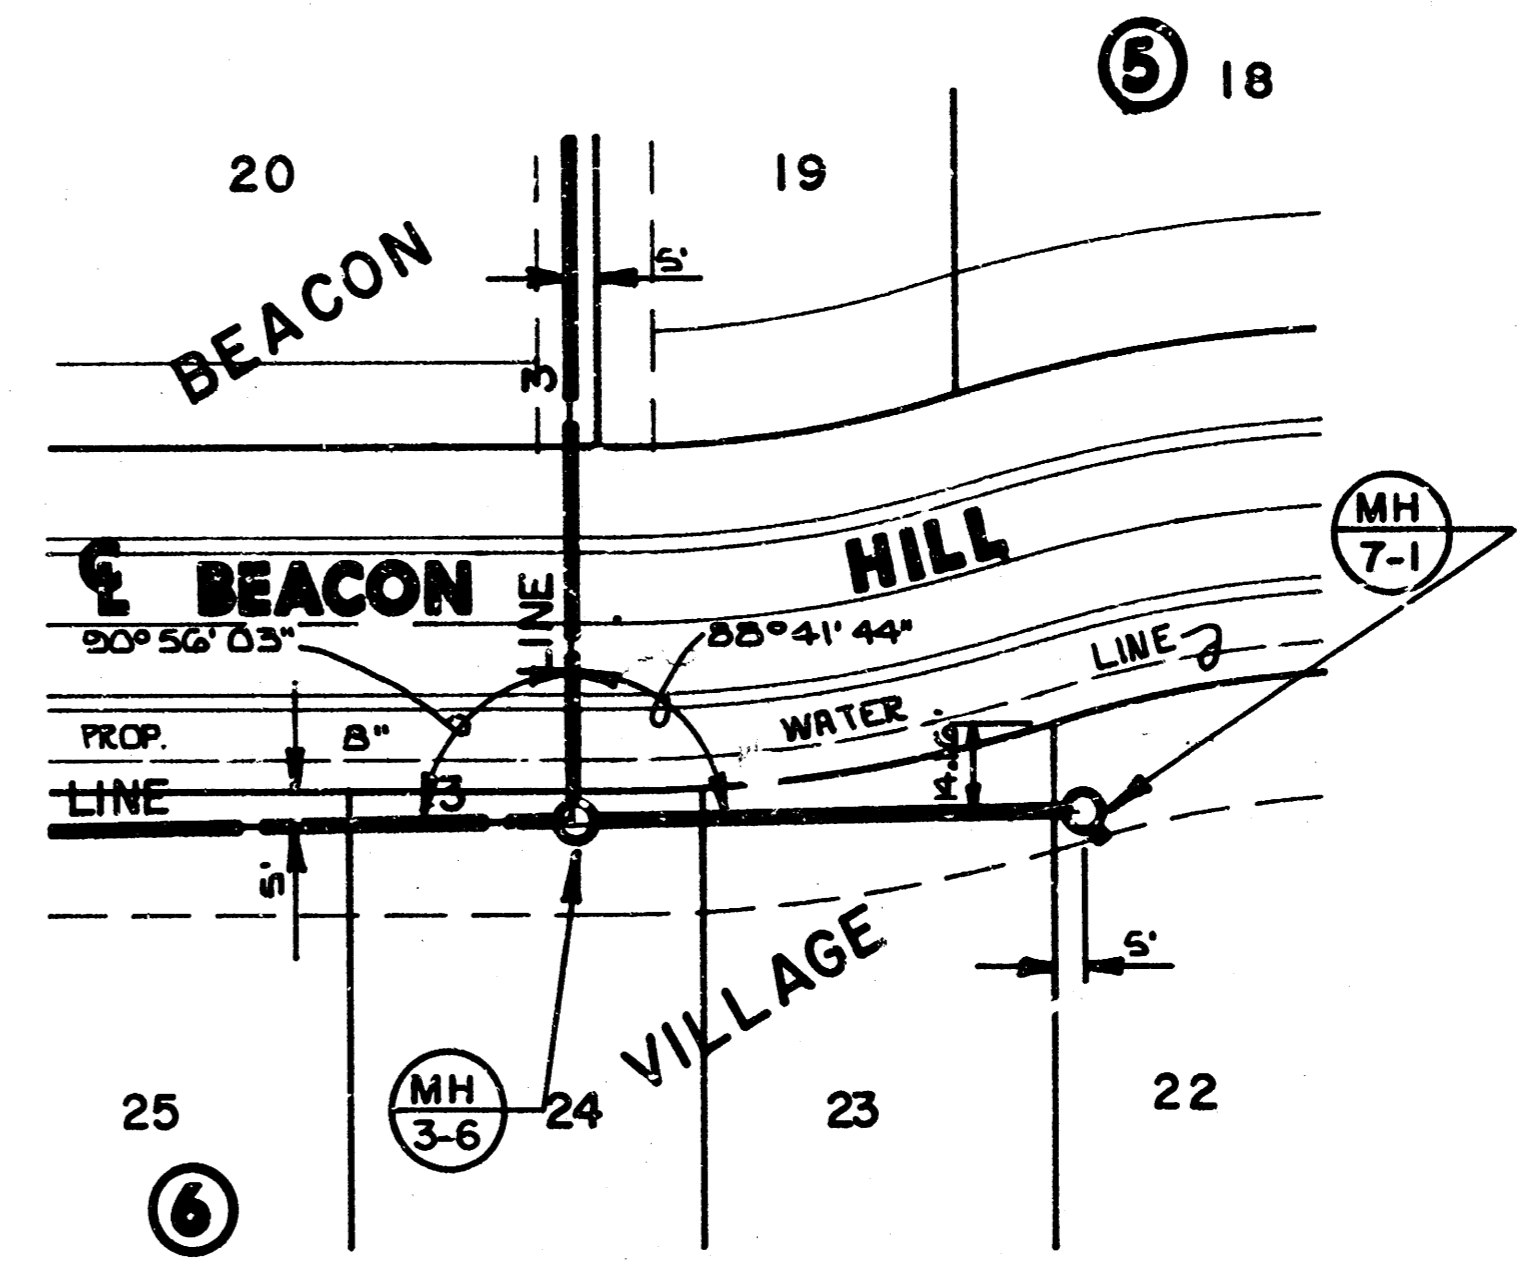 5 18
20
19
BEACON
5'
3
℄ BEACON HILL
MH
7-1
LINE
90° 56' 03"
88° 41' 44"
LINE
WATER
PROP. 8"
LINE 3
5'
5'
VILLAGE
MH
3-6
25
24
23
22
6